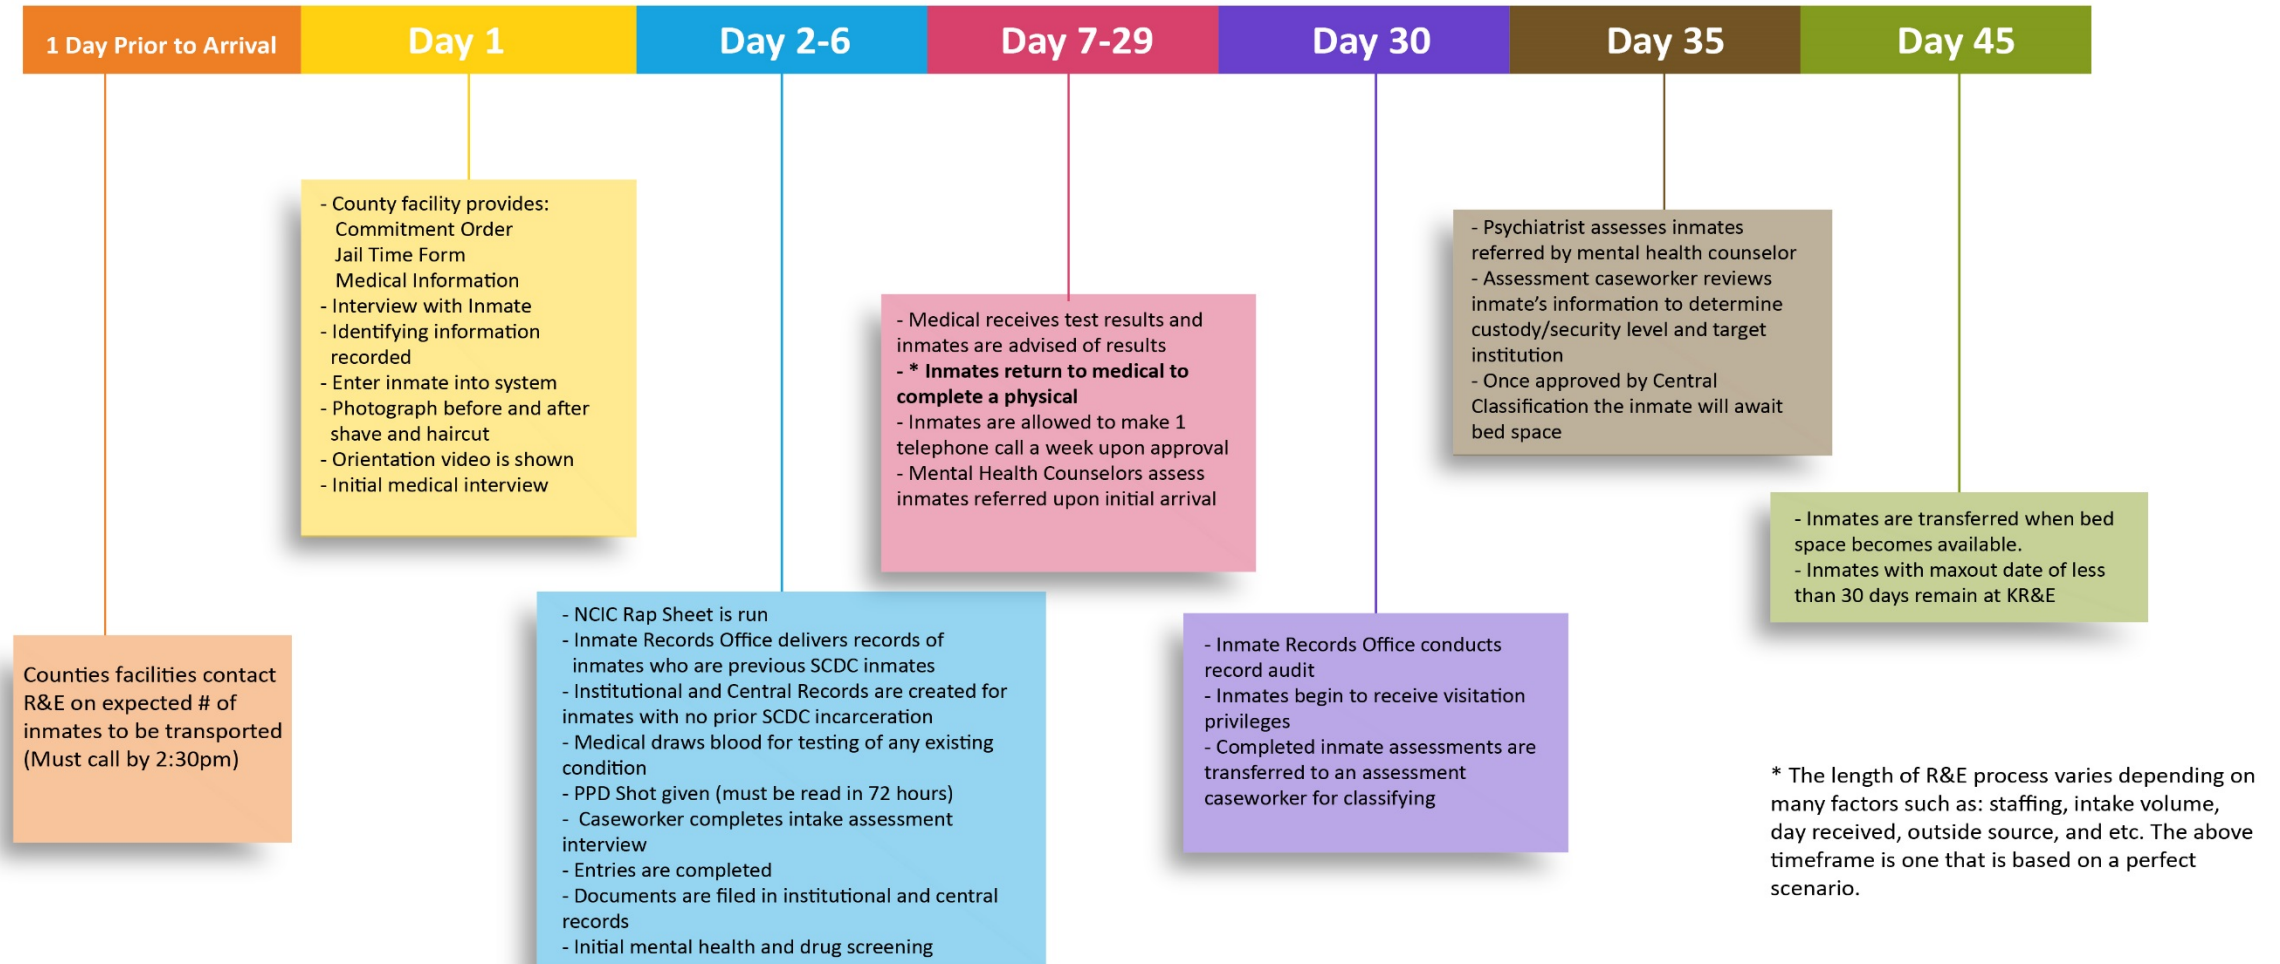 1 Day Prior to Arrival
Day 1
Day 2-6
Day 7-29
Day 30
Day 35
Day 45
Counties facilities contact
R&E on expected # of
inmates to be transported
(Must call by 2:30pm)
- County facility provides:
Commitment Order
Jail Time Form
Medical Information
- Interview with Inmate
- Identifying information
recorded
- Enter inmate into system
- Photograph before and after
shave and haircut
- Orientation video is shown
- Initial medical interview
- NCIC Rap Sheet is run
- Inmate Records Office delivers records of
inmates who are previous SCDC inmates
- Institutional and Central Records are created for
inmates with no prior SCDC incarceration
- Medical draws blood for testing of any existing
condition
- PPD Shot given (must be read in 72 hours)
- Caseworker completes intake assessment
interview
- Entries are completed
- Documents are filed in institutional and central
records
- Initial mental health and drug screening
- Medical receives test results and
inmates are advised of results
- * Inmates return to medical to
complete a physical
- Inmates are allowed to make 1
telephone call a week upon approval
- Mental Health Counselors assess
inmates referred upon initial arrival
- Inmate Records Office conducts
record audit
- Inmates begin to receive visitation
privileges
- Completed inmate assessments are
transferred to an assessment
caseworker for classifying
- Psychiatrist assesses inmates
referred by mental health counselor
- Assessment caseworker reviews
inmate's information to determine
custody/security level and target
institution
- Once approved by Central
Classification the inmate will await
bed space
- Inmates are transferred when bed
space becomes available.
- Inmates with maxout date of less
than 30 days remain at KR&E
* The length of R&E process varies depending on
many factors such as: staffing, intake volume,
day received, outside source, and etc. The above
timeframe is one that is based on a perfect
scenario.